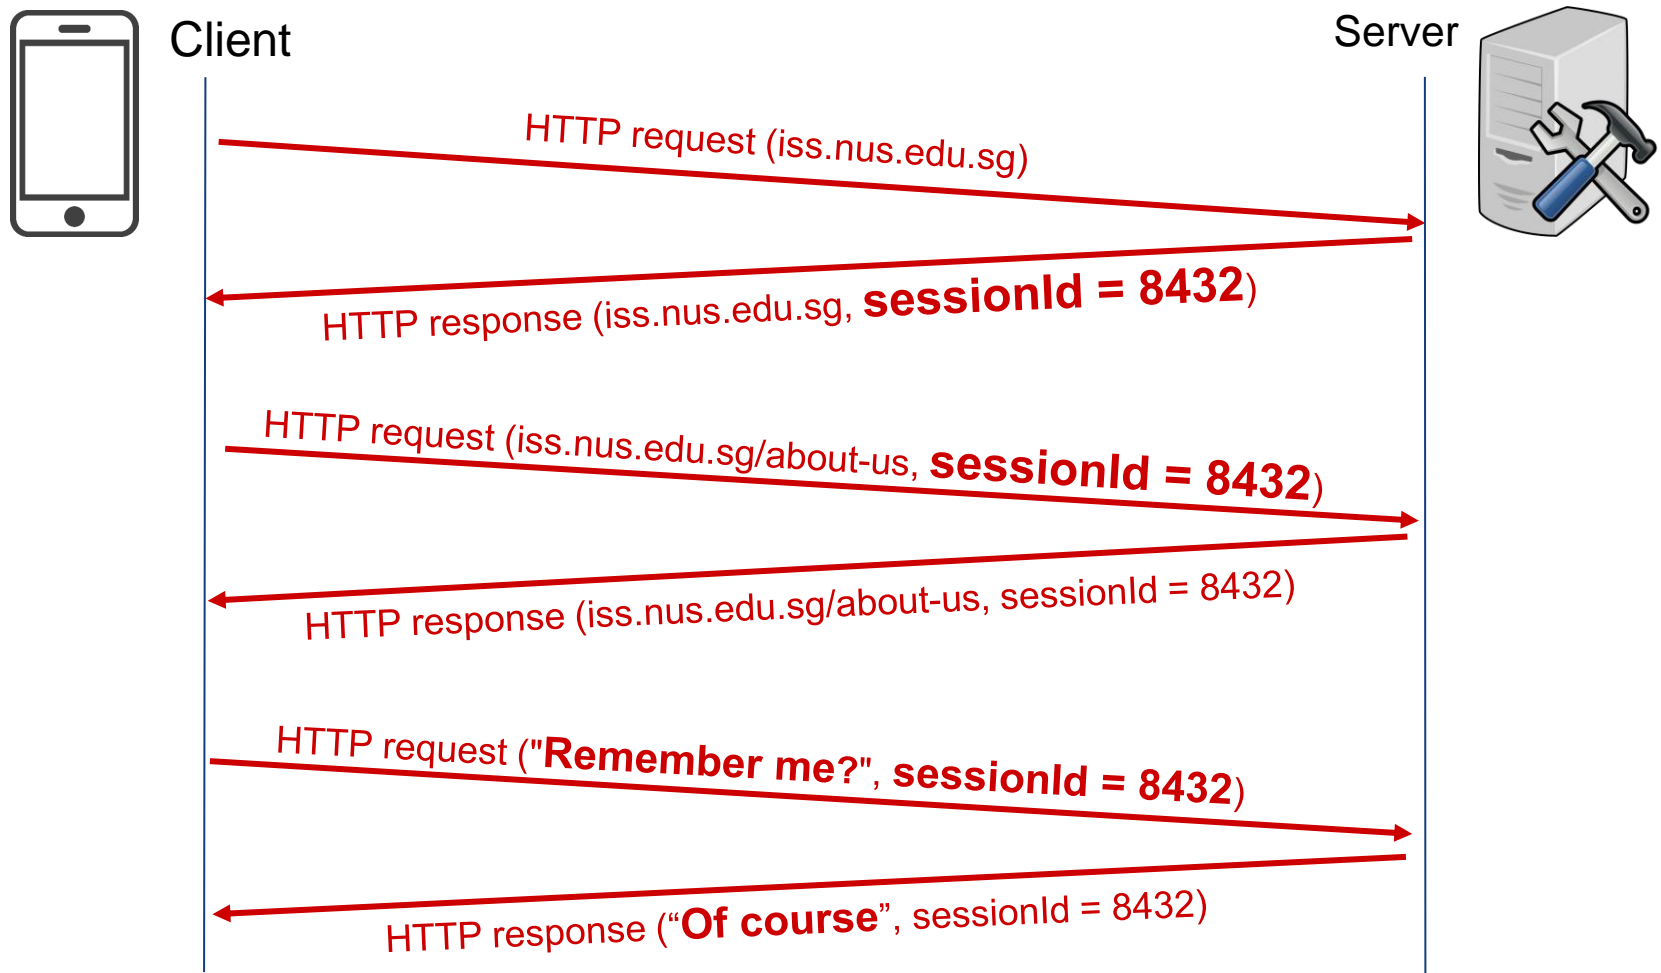 Client
Server
HTTP request (iss.nus.edu.sg)
HTTP response (iss.nus.edu.sg, sessionId = 8432)
HTTP request (iss.nus.edu.sg/about-us, sessionId = 8432)
HTTP response (iss.nus.edu.sg/about-us, sessionId = 8432)
HTTP request ("Remember me?", sessionId = 8432)
HTTP response (“Of course”, sessionId = 8432)